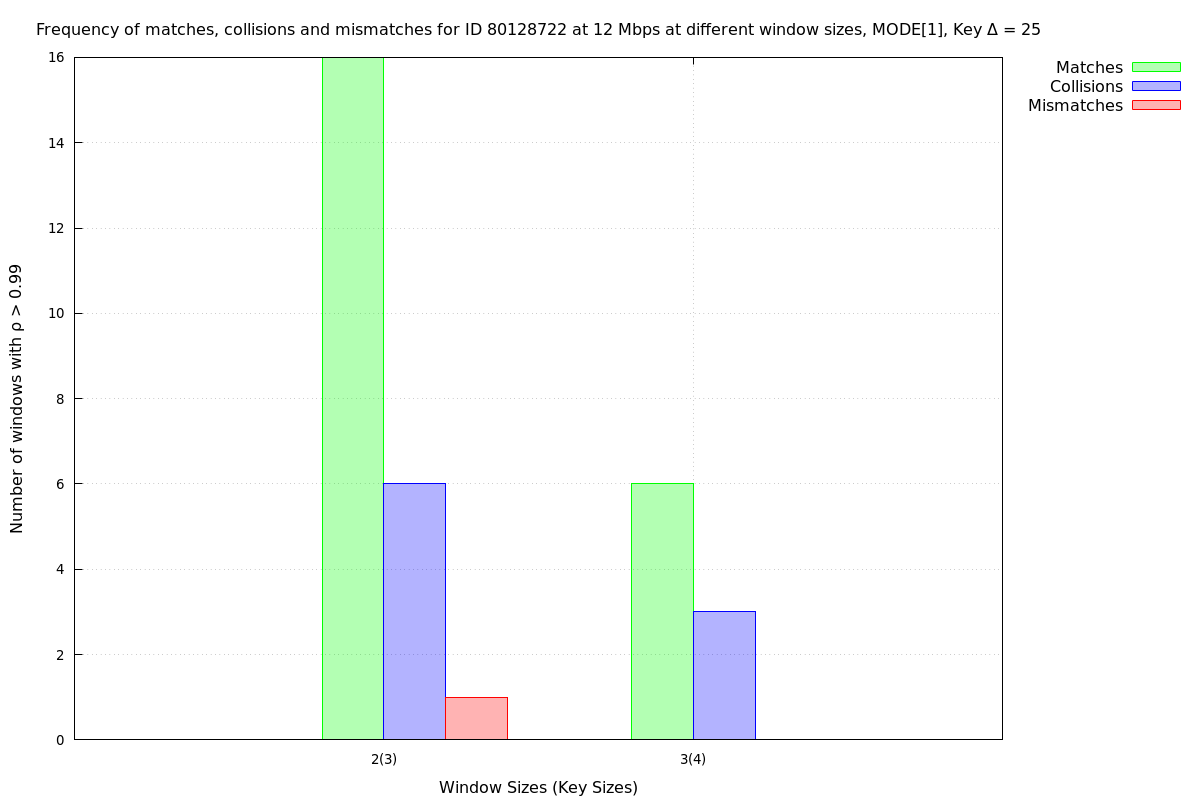 Frequency of matches, collisions and mismatches for ID 80128722 at 12 Mbps at different window sizes, MODE[1], Key Δ = 25
Matches
Collisions
Mismatches
Number of windows with ρ > 0.99
16
14
12
10
8
6
4
2
0
2(3)
3(4)
Window Sizes (Key Sizes)